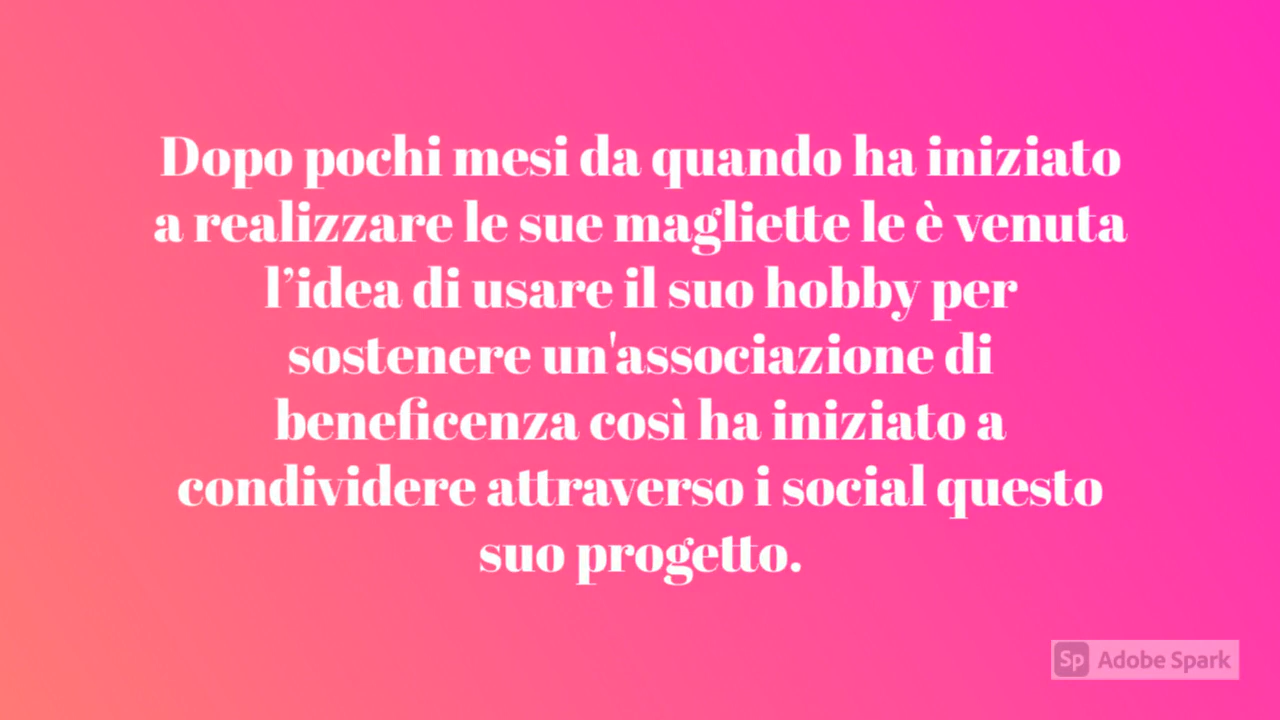 Dopo pochi mesi da quando ha iniziato
a realizzare le sue magliette le è venuta
l’idea di usare il suo hobby per
sostenere un'associazione di
beneficenza così ha iniziato a
condividere attraverso i social questo
suo progetto.
Sp Adobe Spark